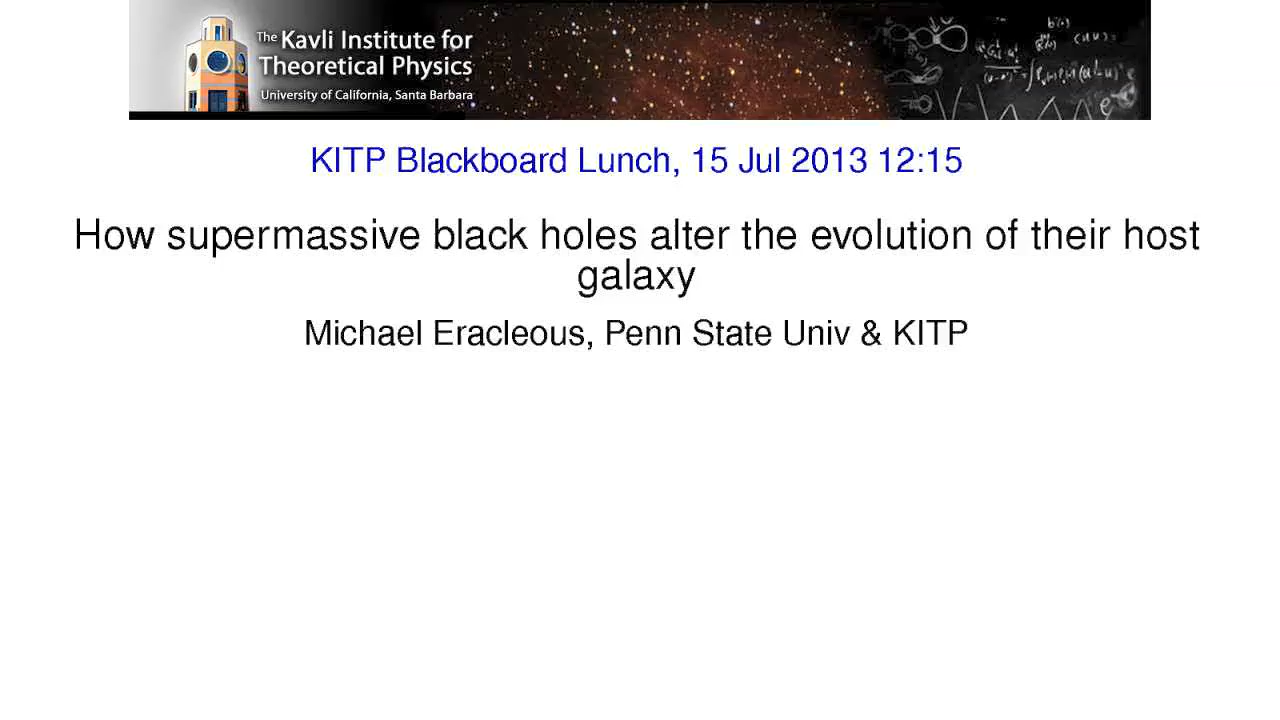 The Kavli Institute for
Theoretical Physics
University of California, Santa Barbara
KITP Blackboard Lunch, 15 Jul 2013 12:15
How supermassive black holes alter the evolution of their host
galaxy
Michael Eracleous, Penn State Univ & KITP